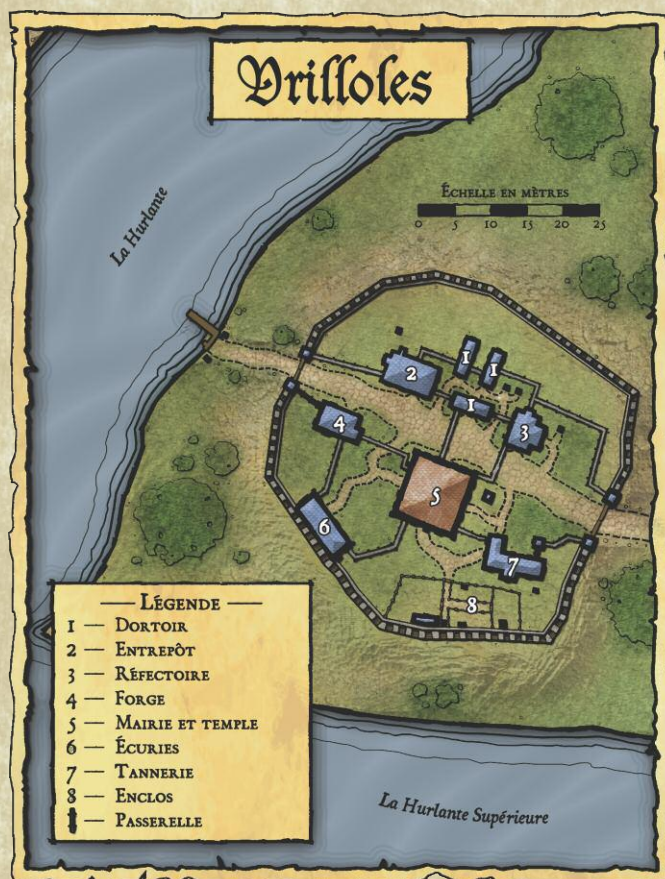 Vrilloles
La Hurlante
Échelle en mètres
0 5 10 15 20 25
1
1
2
1
4
3
5
6
7
8
Légende
1 — Dortoir
2 — Entrepôt
3 — Réfectoire
4 — Forge
5 — Mairie et temple
6 — Écuries
7 — Tannerie
8 — Enclos
— Passerelle
La Hurlante Supérieure